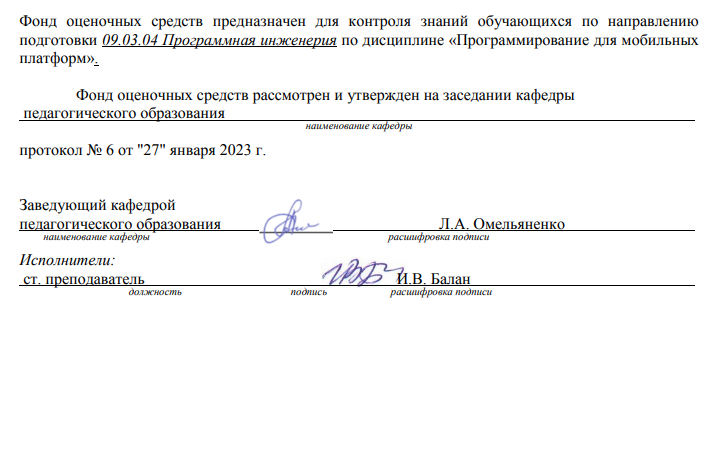 Фонд оценочных средств предназначен для контроля знаний обучающихся по направлению
подготовки 09.03.04 Программная инженерия по дисциплине «Программирование для мобильных
платформ».
Фонд оценочных средств рассмотрен и утвержден на заседании кафедры
педагогического образования
наименование кафедры
протокол № 6 от "27" января 2023 г.
Заведующий кафедрой
педагогического образования Л.А. Омельяненко
наименование кафедры расшифровка подписи
Исполнители:
ст. преподаватель И.В. Балан
должность подпись расшифровка подписи